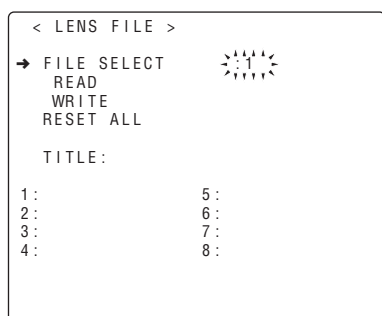 < LENS FILE >
➔ FILE SELECT :1
READ
WRITE
RESET ALL
TITLE:
1: 5:
2: 6:
3: 7:
4: 8: